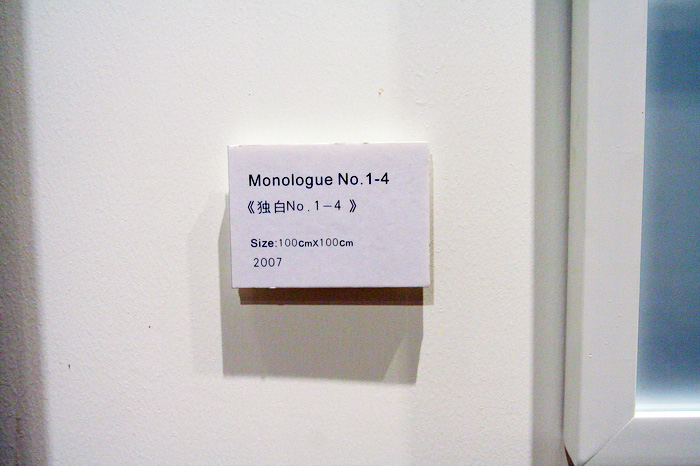 Monologue No.1-4
《独白No.1-4 》
Size:100cmX100cm
2007